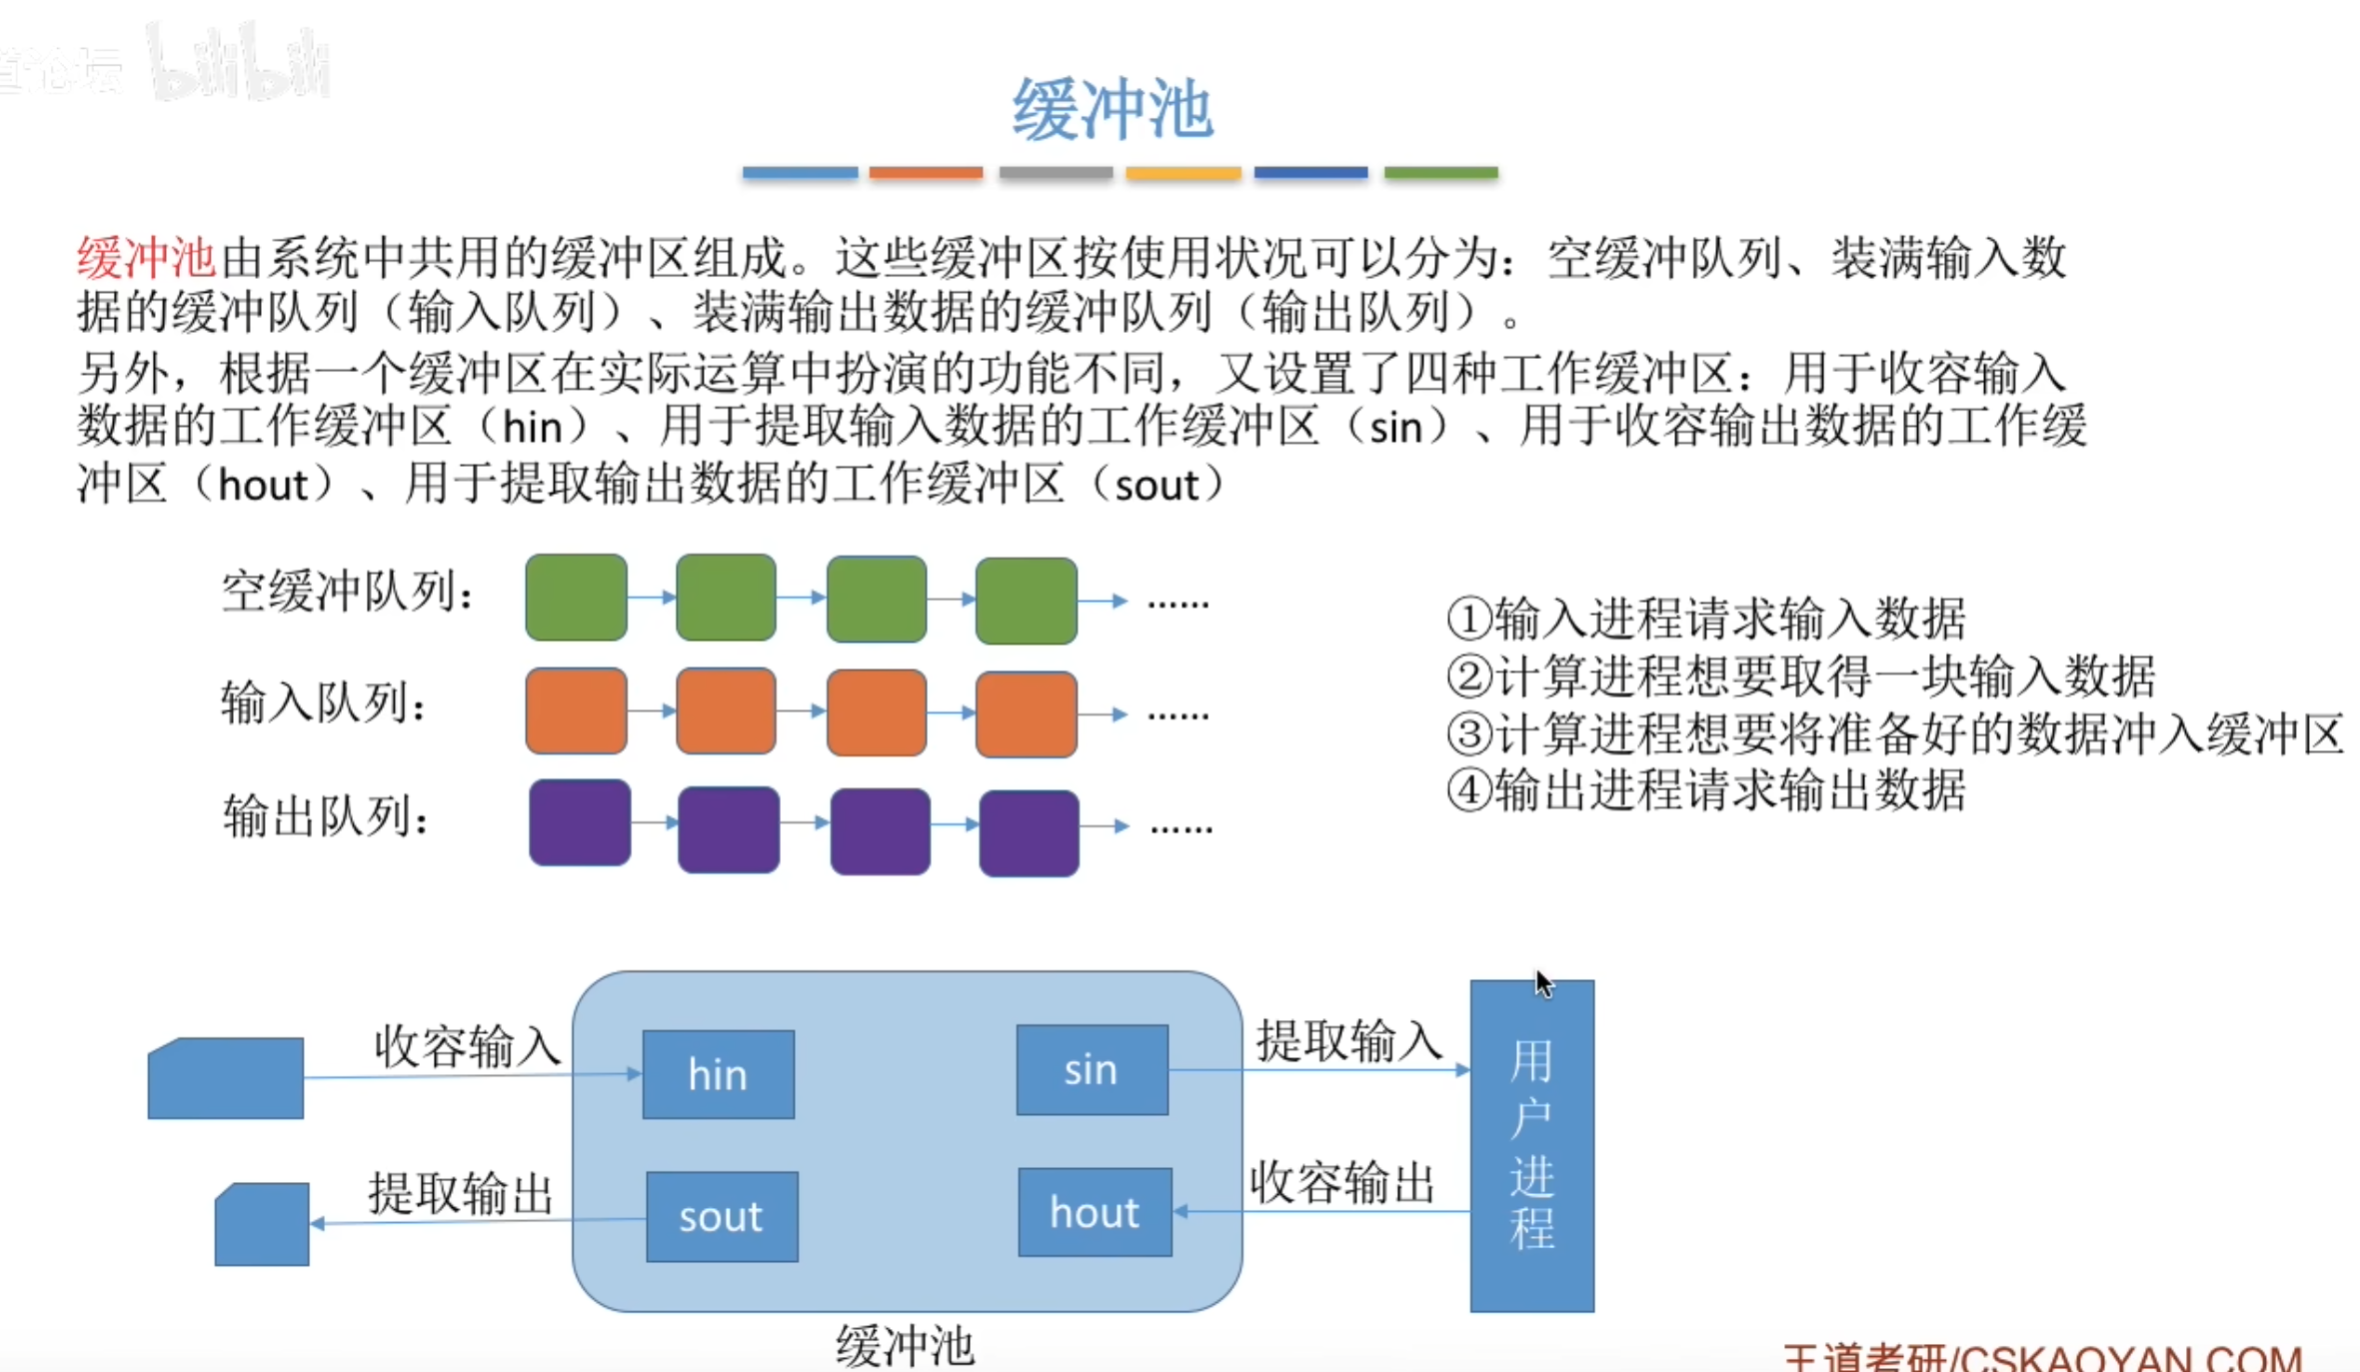 道论坛 bilibili
缓冲池
缓冲池由系统中共用的缓冲区组成。这些缓冲区按使用状况可以分为：空缓冲队列、装满输入数
据的缓冲队列（输入队列）、装满输出数据的缓冲队列（输出队列）。
另外，根据一个缓冲区在实际运算中扮演的功能不同，又设置了四种工作缓冲区：用于收容输入
数据的工作缓冲区（hin）、用于提取输入数据的工作缓冲区（sin）、用于收容输出数据的工作缓
冲区（hout）、用于提取输出数据的工作缓冲区（sout）
空缓冲队列：
......
输入队列：
......
输出队列：
......
①输入进程请求输入数据
②计算进程想要取得一块输入数据
③计算进程想要将准备好的数据冲入缓冲区
④输出进程请求输出数据
收容输入
hin
sin
提取输入
提取输出
sout
hout
收容输出
用户进程
缓冲池
王道考研/CSKAOYAN.COM